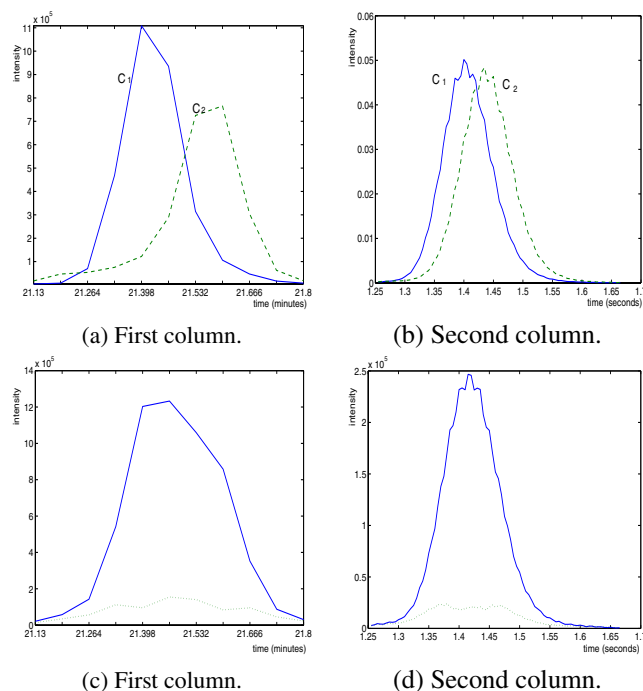 x 10^5
intensity
11
10
9
8
7
6
5
4
3
2
1
C1
C2
21.13 21.264 21.398 21.532 21.666 21.8
time (minutes)
(a) First column.
0.06
intensity
0.05
0.04
0.03
0.02
0.01
0
C1
C2
1.25 1.3 1.35 1.4 1.45 1.5 1.55 1.6 1.65 1.7
time (seconds)
(b) Second column.
x 10^5
intensity
14
12
10
8
6
4
2
0
21.13 21.264 21.398 21.532 21.666 21.8
time (minutes)
(c) First column.
x 10^5
intensity
2.5
2
1.5
1
0.5
0
1.25 1.3 1.35 1.4 1.45 1.5 1.55 1.6 1.65 1.7
time (seconds)
(d) Second column.